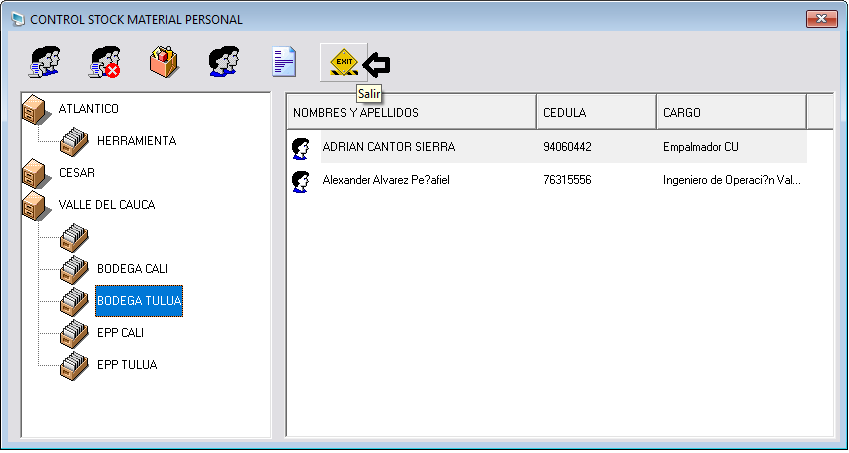 CONTROL STOCK MATERIAL PERSONAL
EXIT
Salir
ATLANTICO
HERRAMIENTA
CESAR
VALLE DEL CAUCA
BODEGA CALI
BODEGA TULUA
EPP CALI
EPP TULUA
NOMBRES Y APELLIDOS CEDULA CARGO
ADRIAN CANTOR SIERRA 94060442 Empalmador CU
Alexander Alvarez Pe?afiel 76315556 Ingeniero de Operaci?n Val...